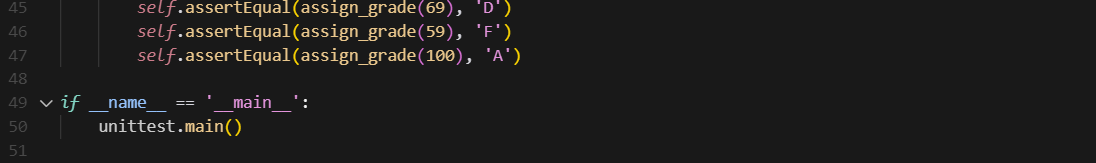 45 self.assertEqual(assign_grade(69), 'D')
46 self.assertEqual(assign_grade(59), 'F')
47 self.assertEqual(assign_grade(100), 'A')
48
49 if __name__ == '__main__':
50 unittest.main()
51